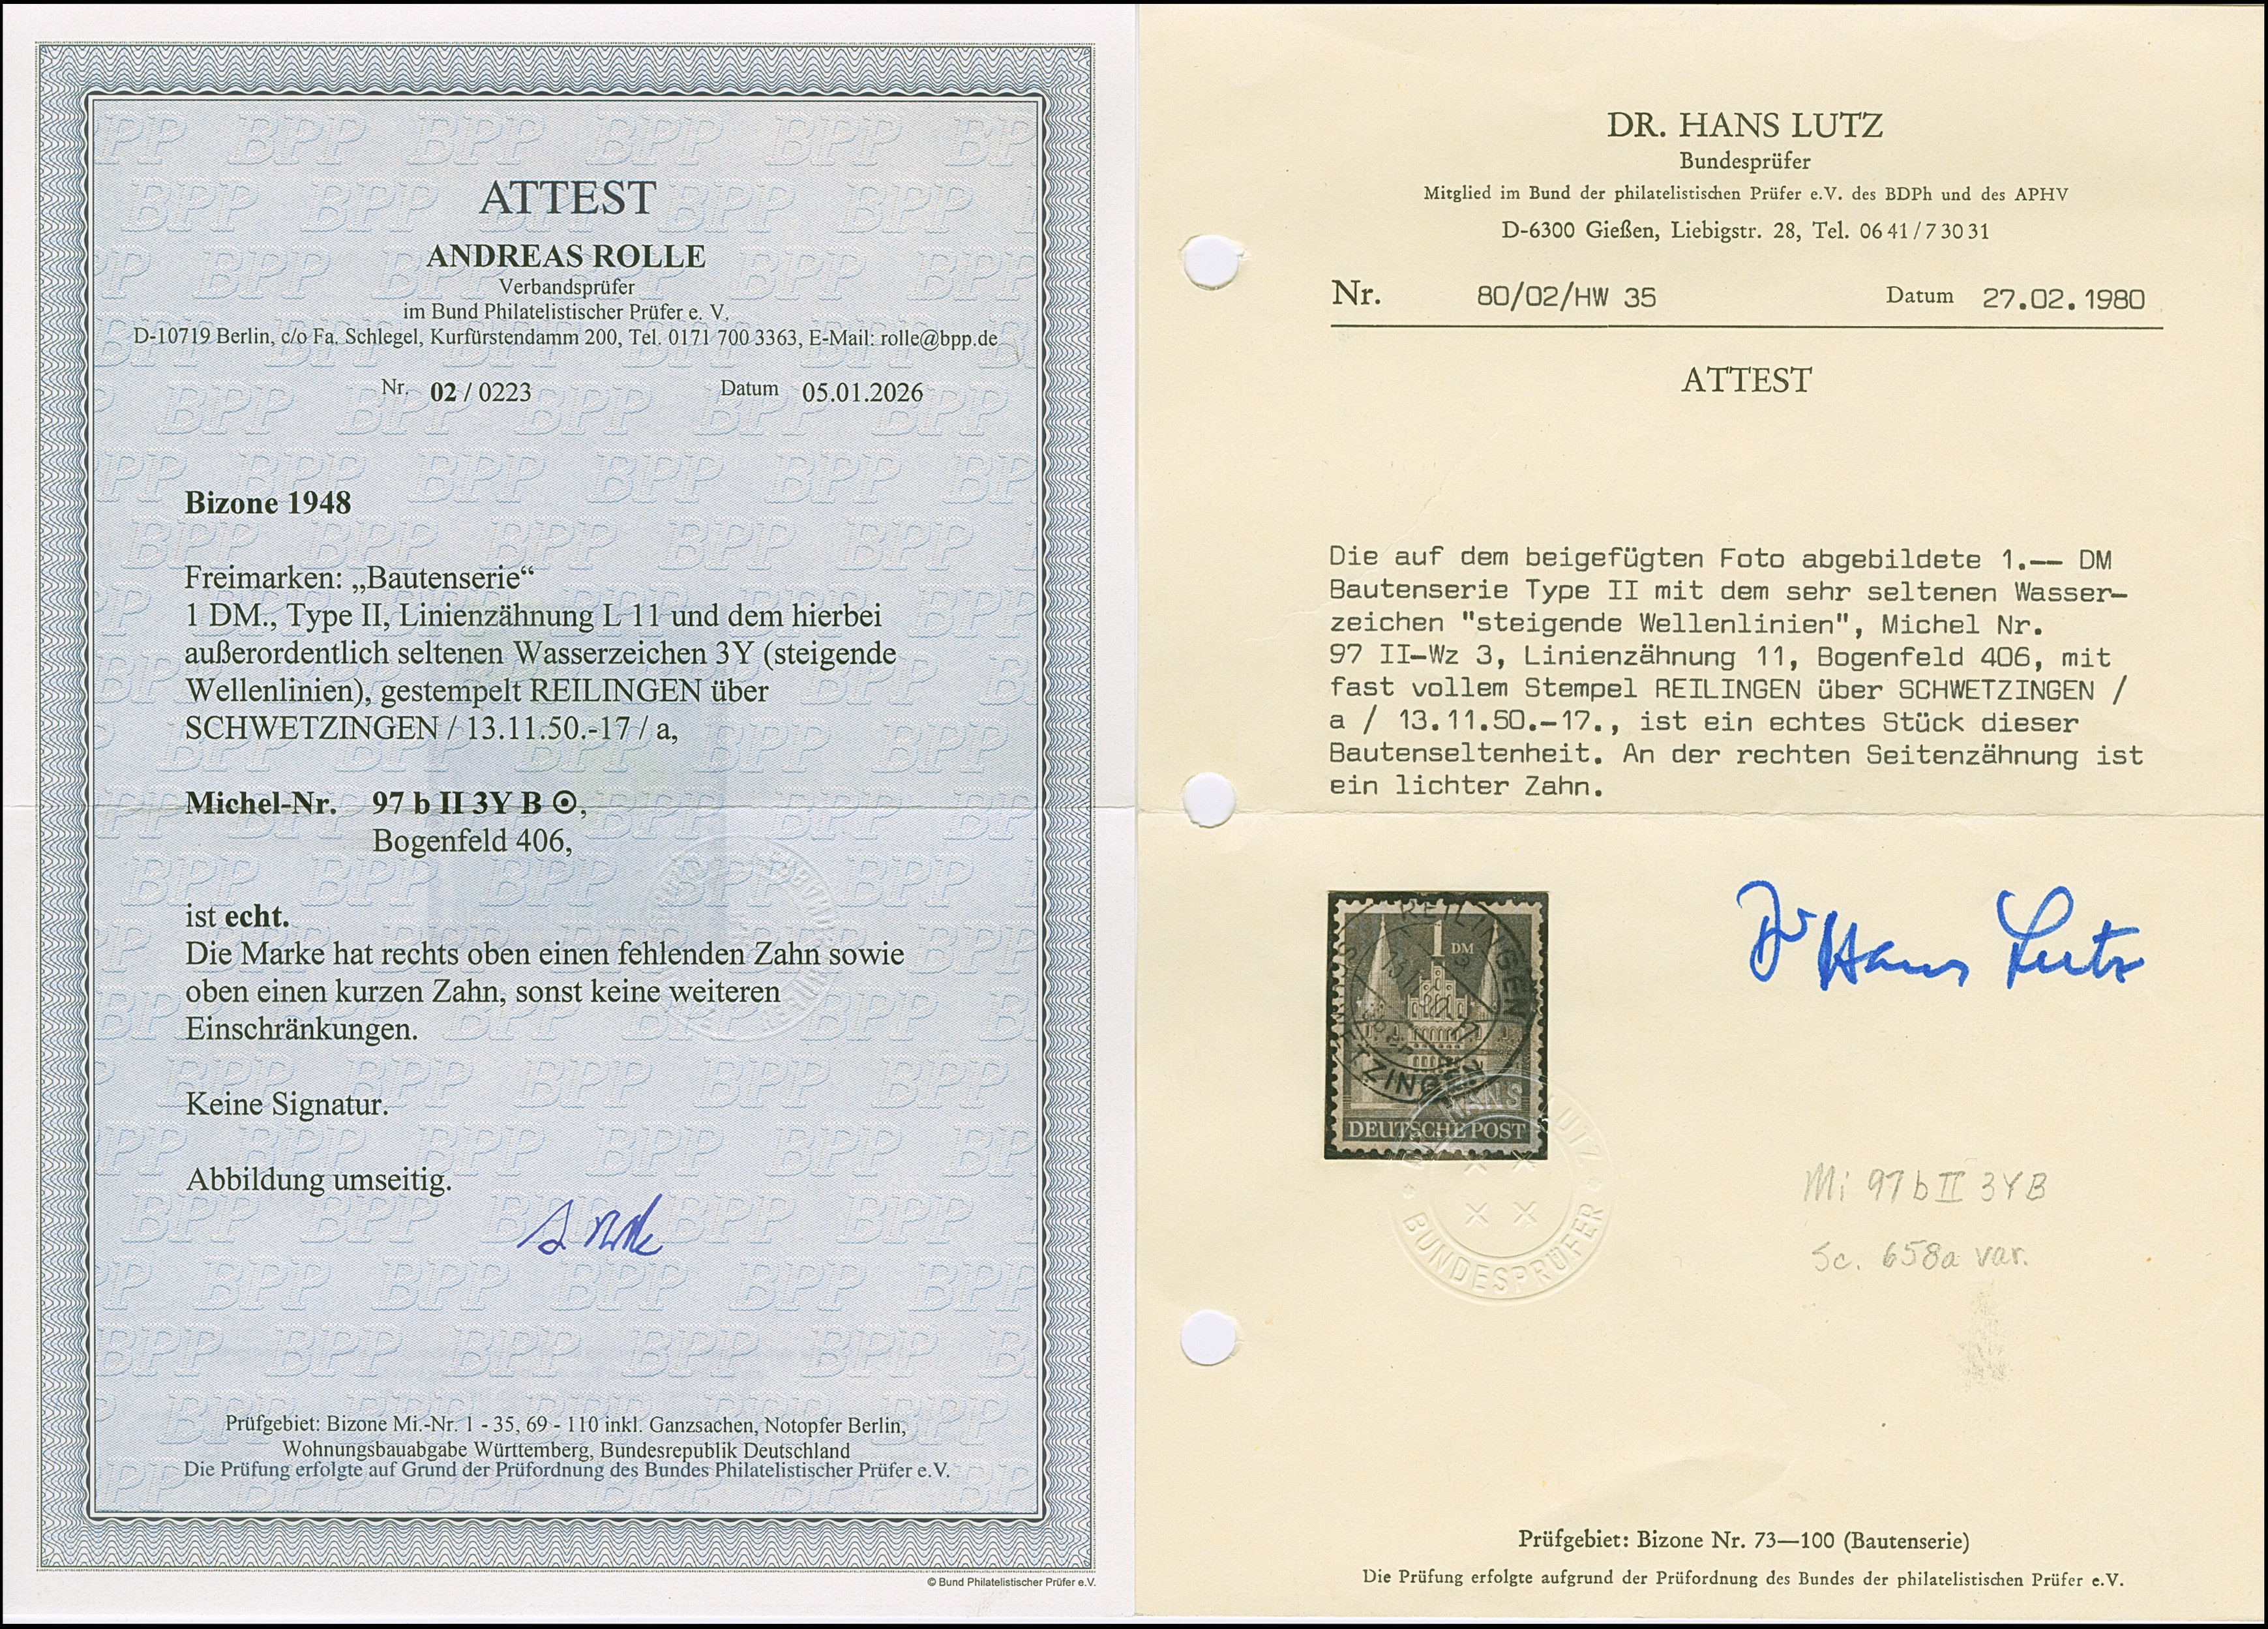 ATTEST
ANDREAS ROLLE
Verbandsprüfer
im Bund Philatelistischer Prüfer e. V.
D-10719 Berlin, c/o Fa. Schlegel, Kurfürstendamm 200, Tel. 0171 700 3363, E-Mail: rolle@bpp.de
Nr. 02 / 0223 Datum 05.01.2026
Bizone 1948
Freimarken: „Bautenserie“
1 DM., Type II, Linienzähnung L 11 und dem hierbei
außerordentlich seltenen Wasserzeichen 3Y (steigende
Wellenlinien), gestempelt REILINGEN über
SCHWETZINGEN / 13.11.50.-17 / a,
Michel-Nr. 97 b II 3Y B ⊙,
Bogenfeld 406,
ist echt.
Die Marke hat rechts oben einen fehlenden Zahn sowie
oben einen kurzen Zahn, sonst keine weiteren
Einschränkungen.
Keine Signatur.
Abbildung umseitig.
Prüfgebiet: Bizone Mi.-Nr. 1 - 35, 69 - 110 inkl. Ganzsachen, Notopfer Berlin,
Wohnungsbauabgabe Württemberg, Bundesrepublik Deutschland
Die Prüfung erfolgte auf Grund der Prüfordnung des Bundes Philatelistischer Prüfer e.V.
© Bund Philatelistischer Prüfer e.V.
DR. HANS LUTZ
Bundesprüfer
Mitglied im Bund der philatelistischen Prüfer e.V. des BDPh und des APHV
D-6300 Gießen, Liebigstr. 28, Tel. 06 41 / 7 30 31
Nr. 80/02/HW 35 Datum 27.02.1980
ATTEST
Die auf dem beigefügten Foto abgebildete 1.-- DM
Bautenserie Type II mit dem sehr seltenen Wasser-
zeichen "steigende Wellenlinien", Michel Nr.
97 II-Wz 3, Linienzähnung 11, Bogenfeld 406, mit
fast vollem Stempel REILINGEN über SCHWETZINGEN /
a / 13.11.50.-17., ist ein echtes Stück dieser
Bautenseltenheit. An der rechten Seitenzähnung ist
ein lichter Zahn.
Dr Hans Lutz
REILINGEN
1 DM
DEUTSCHE POST
HANS LUTZ
BUNDESPRÜFER
Mi 97 b II 3YB
Sc. 658a var.
Prüfgebiet: Bizone Nr. 73—100 (Bautenserie)
Die Prüfung erfolgte aufgrund der Prüfordnung des Bundes der philatelistischen Prüfer e.V.